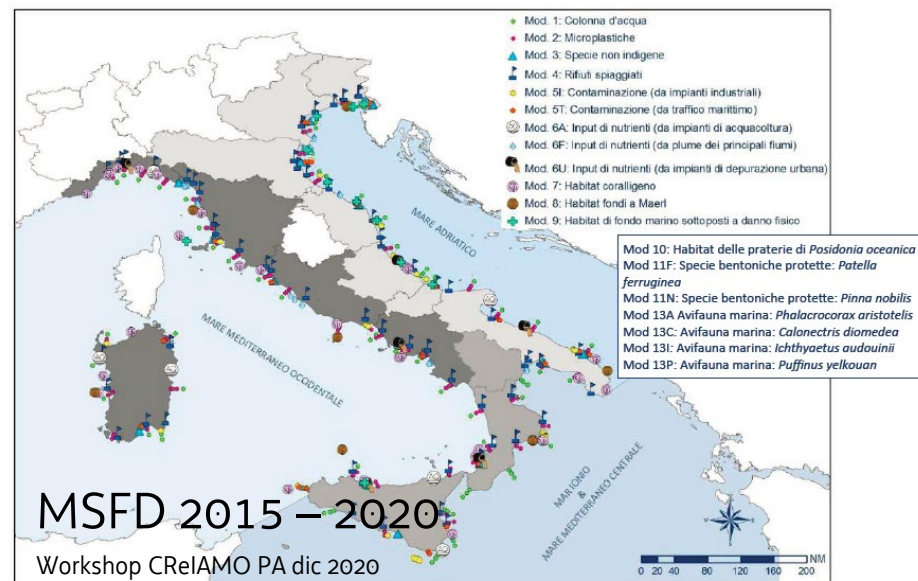 Mod. 1: Colonna d'acqua
Mod. 2: Microplastiche
Mod. 3: Specie non indigene
Mod. 4: Rifiuti spiaggiati
Mod. 5I: Contaminazione (da impianti industriali)
Mod. 5T: Contaminazione (da traffico marittimo)
Mod. 6A: Input di nutrienti (da impianti di acquacoltura)
Mod. 6F: Input di nutrienti (da plume dei principali fiumi)
Mod. 6U: Input di nutrienti (da impianti di depurazione urbana)
Mod. 7: Habitat coralligeno
Mod. 8: Habitat fondi a Maerl
Mod. 9: Habitat di fondo marino sottoposti a danno fisico
Mod 10: Habitat delle praterie di Posidonia oceanica
Mod 11F: Specie bentoniche protette: Patella
ferruginea
Mod 11N: Specie bentoniche protette: Pinna nobilis
Mod 13A Avifauna marina: Phalacrocorax aristotelis
Mod 13C: Avifauna marina: Calonectris diomedea
Mod 13I: Avifauna marina: Ichthyaetus audouinii
Mod 13P: Avifauna marina: Puffinus yelkouan
MARE ADRIATICO
MARE MEDITERRANEO OCCIDENTALE
MAR IONIO
&
MARE MEDITERRANEO CENTRALE
MSFD 2015 – 2020
Workshop CReIAMO PA dic 2020
NM
0 20 40 80 120 160 200